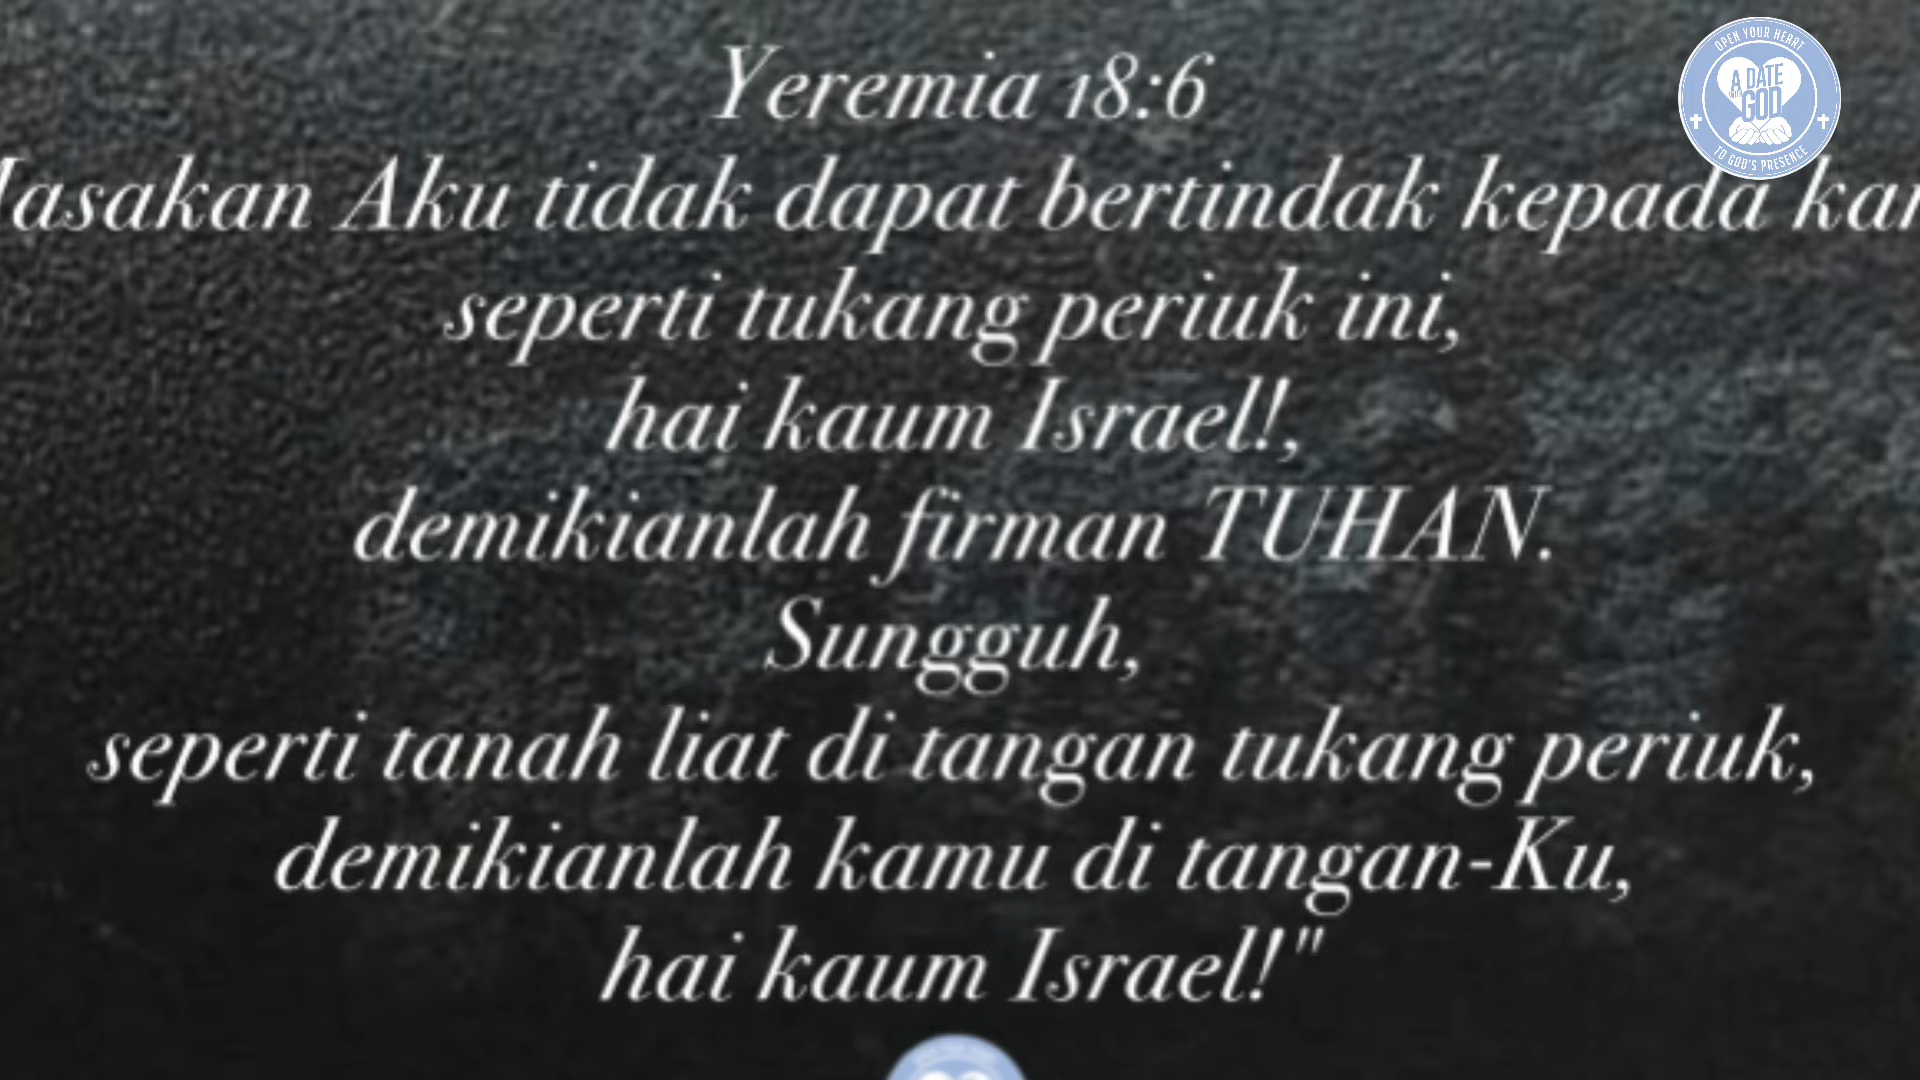 Yeremia 18:6
asakan Aku tidak dapat bertindak kepada ka
seperti tukang periuk ini,
hai kaum Israel!,
demikianlah firman TUHAN.
Sungguh,
seperti tanah liat di tangan tukang periuk,
demikianlah kamu di tangan-Ku,
hai kaum Israel!"
OPEN YOUR HEART
A DATE
WITH
GOD
TO GOD'S PRESENCE